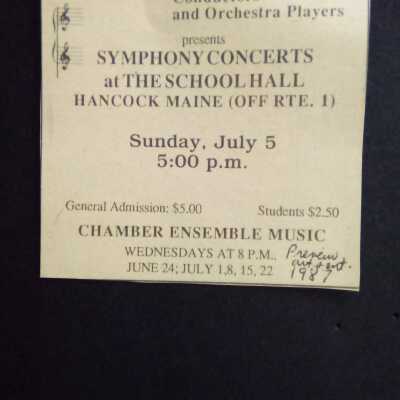 and Orchestra Players
presents
SYMPHONY CONCERTS
at THE SCHOOL HALL
HANCOCK MAINE (OFF RTE. 1)
Sunday, July 5
5:00 p.m.
General Admission: $5.00 Students $2.50
CHAMBER ENSEMBLE MUSIC
WEDNESDAYS AT 8 P.M.,
JUNE 24; JULY 1,8, 15, 22
1987